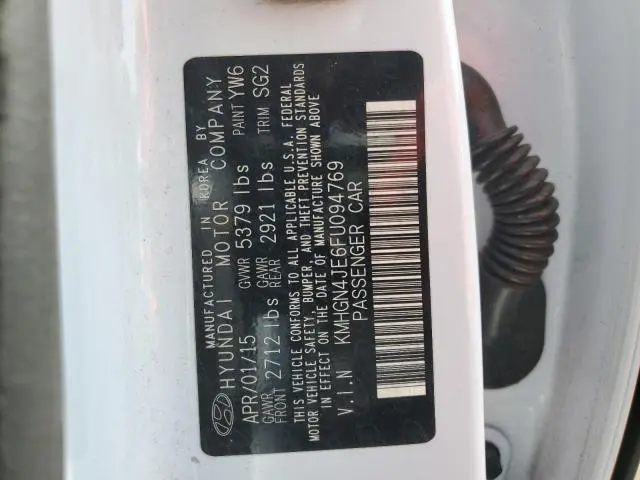 MANUFACTURED IN KOREA BY
HYUNDAI MOTOR COMPANY
APR/01/15 GVWR 5379 lbs PAINT YW6
GAWR FRONT 2712 lbs GAWR REAR 2921 lbs TRIM SG2
THIS VEHICLE CONFORMS TO ALL APPLICABLE U.S.A. FEDERAL
MOTOR VEHICLE SAFETY, BUMPER, AND THEFT PREVENTION STANDARDS
IN EFFECT ON THE DATE OF MANUFACTURE SHOWN ABOVE
V.I.N KMHGN4JE6FU094769
PASSENGER CAR